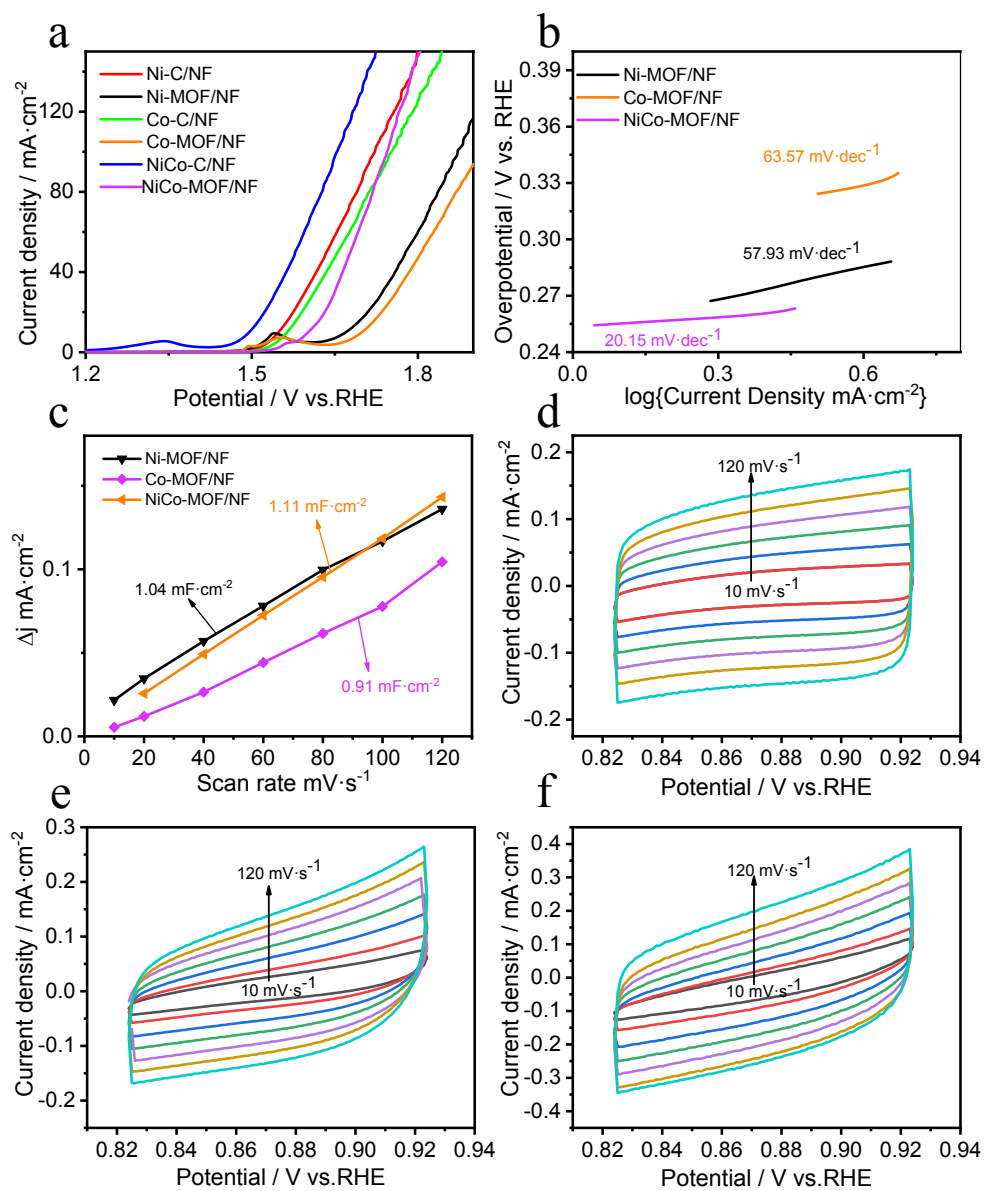 a
Current density / mA·cm⁻²
120
80
40
0
Ni-C/NF
Ni-MOF/NF
Co-C/NF
Co-MOF/NF
NiCo-C/NF
NiCo-MOF/NF
1.2
1.5
1.8
Potential / V vs.RHE
b
Overpotential / V vs. RHE
0.39
0.36
0.33
0.30
0.27
0.24
Ni-MOF/NF
Co-MOF/NF
NiCo-MOF/NF
63.57 mV·dec⁻¹
57.93 mV·dec⁻¹
20.15 mV·dec⁻¹
0.0
0.3
0.6
log{Current Density mA·cm⁻²}
c
Δj mA·cm⁻²
0.1
0.0
Ni-MOF/NF
Co-MOF/NF
NiCo-MOF/NF
1.11 mF·cm⁻²
1.04 mF·cm⁻²
0.91 mF·cm⁻²
0
20
40
60
80
100
120
Scan rate mV·s⁻¹
d
Current density / mA·cm⁻²
0.2
0.1
0.0
-0.1
-0.2
120 mV·s⁻¹
10 mV·s⁻¹
0.82
0.84
0.86
0.88
0.90
0.92
0.94
Potential / V vs.RHE
e
Current density / mA·cm⁻²
0.3
0.2
0.1
0.0
-0.1
-0.2
120 mV·s⁻¹
10 mV·s⁻¹
0.82
0.84
0.86
0.88
0.90
0.92
0.94
Potential / V vs.RHE
f
Current density / mA·cm⁻²
0.4
0.3
0.2
0.1
0.0
-0.1
-0.2
-0.3
-0.4
120 mV·s⁻¹
10 mV·s⁻¹
0.82
0.84
0.86
0.88
0.90
0.92
0.94
Potential / V vs.RHE